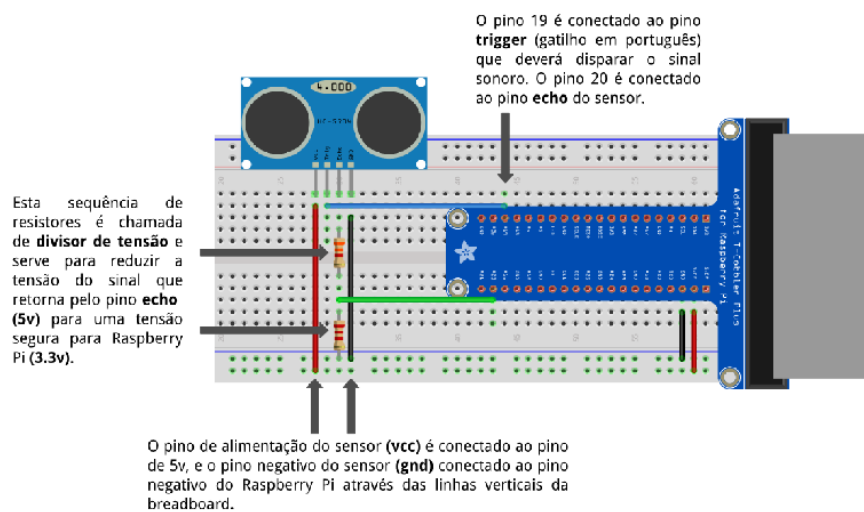 O pino 19 é conectado ao pino
trigger (gatilho em português)
que deverá disparar o sinal
sonoro. O pino 20 é conectado
ao pino echo do sensor.
4.000
Esta sequência de
resistores é chamada
de divisor de tensão e
serve para reduzir a
tensão do sinal que
retorna pelo pino echo
(5v) para uma tensão
segura para Raspberry
Pi (3.3v).
Adafruit T-Cobbler Plus
for Raspberry Pi
O pino de alimentação do sensor (vcc) é conectado ao pino
de 5v, e o pino negativo do sensor (gnd) conectado ao pino
negativo do Raspberry Pi através das linhas verticais da
breadboard.